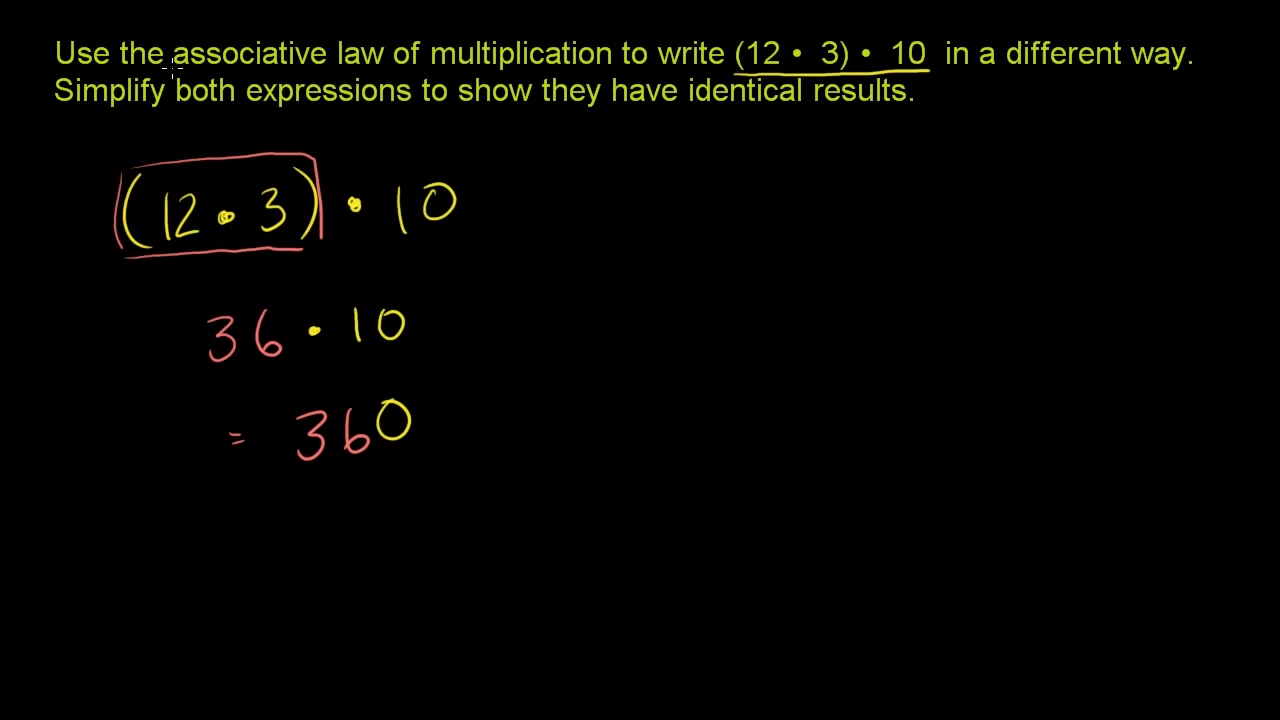 Use the associative law of multiplication to write (12 • 3) • 10 in a different way.
Simplify both expressions to show they have identical results.
(12 • 3) • 10
36 • 10
= 360